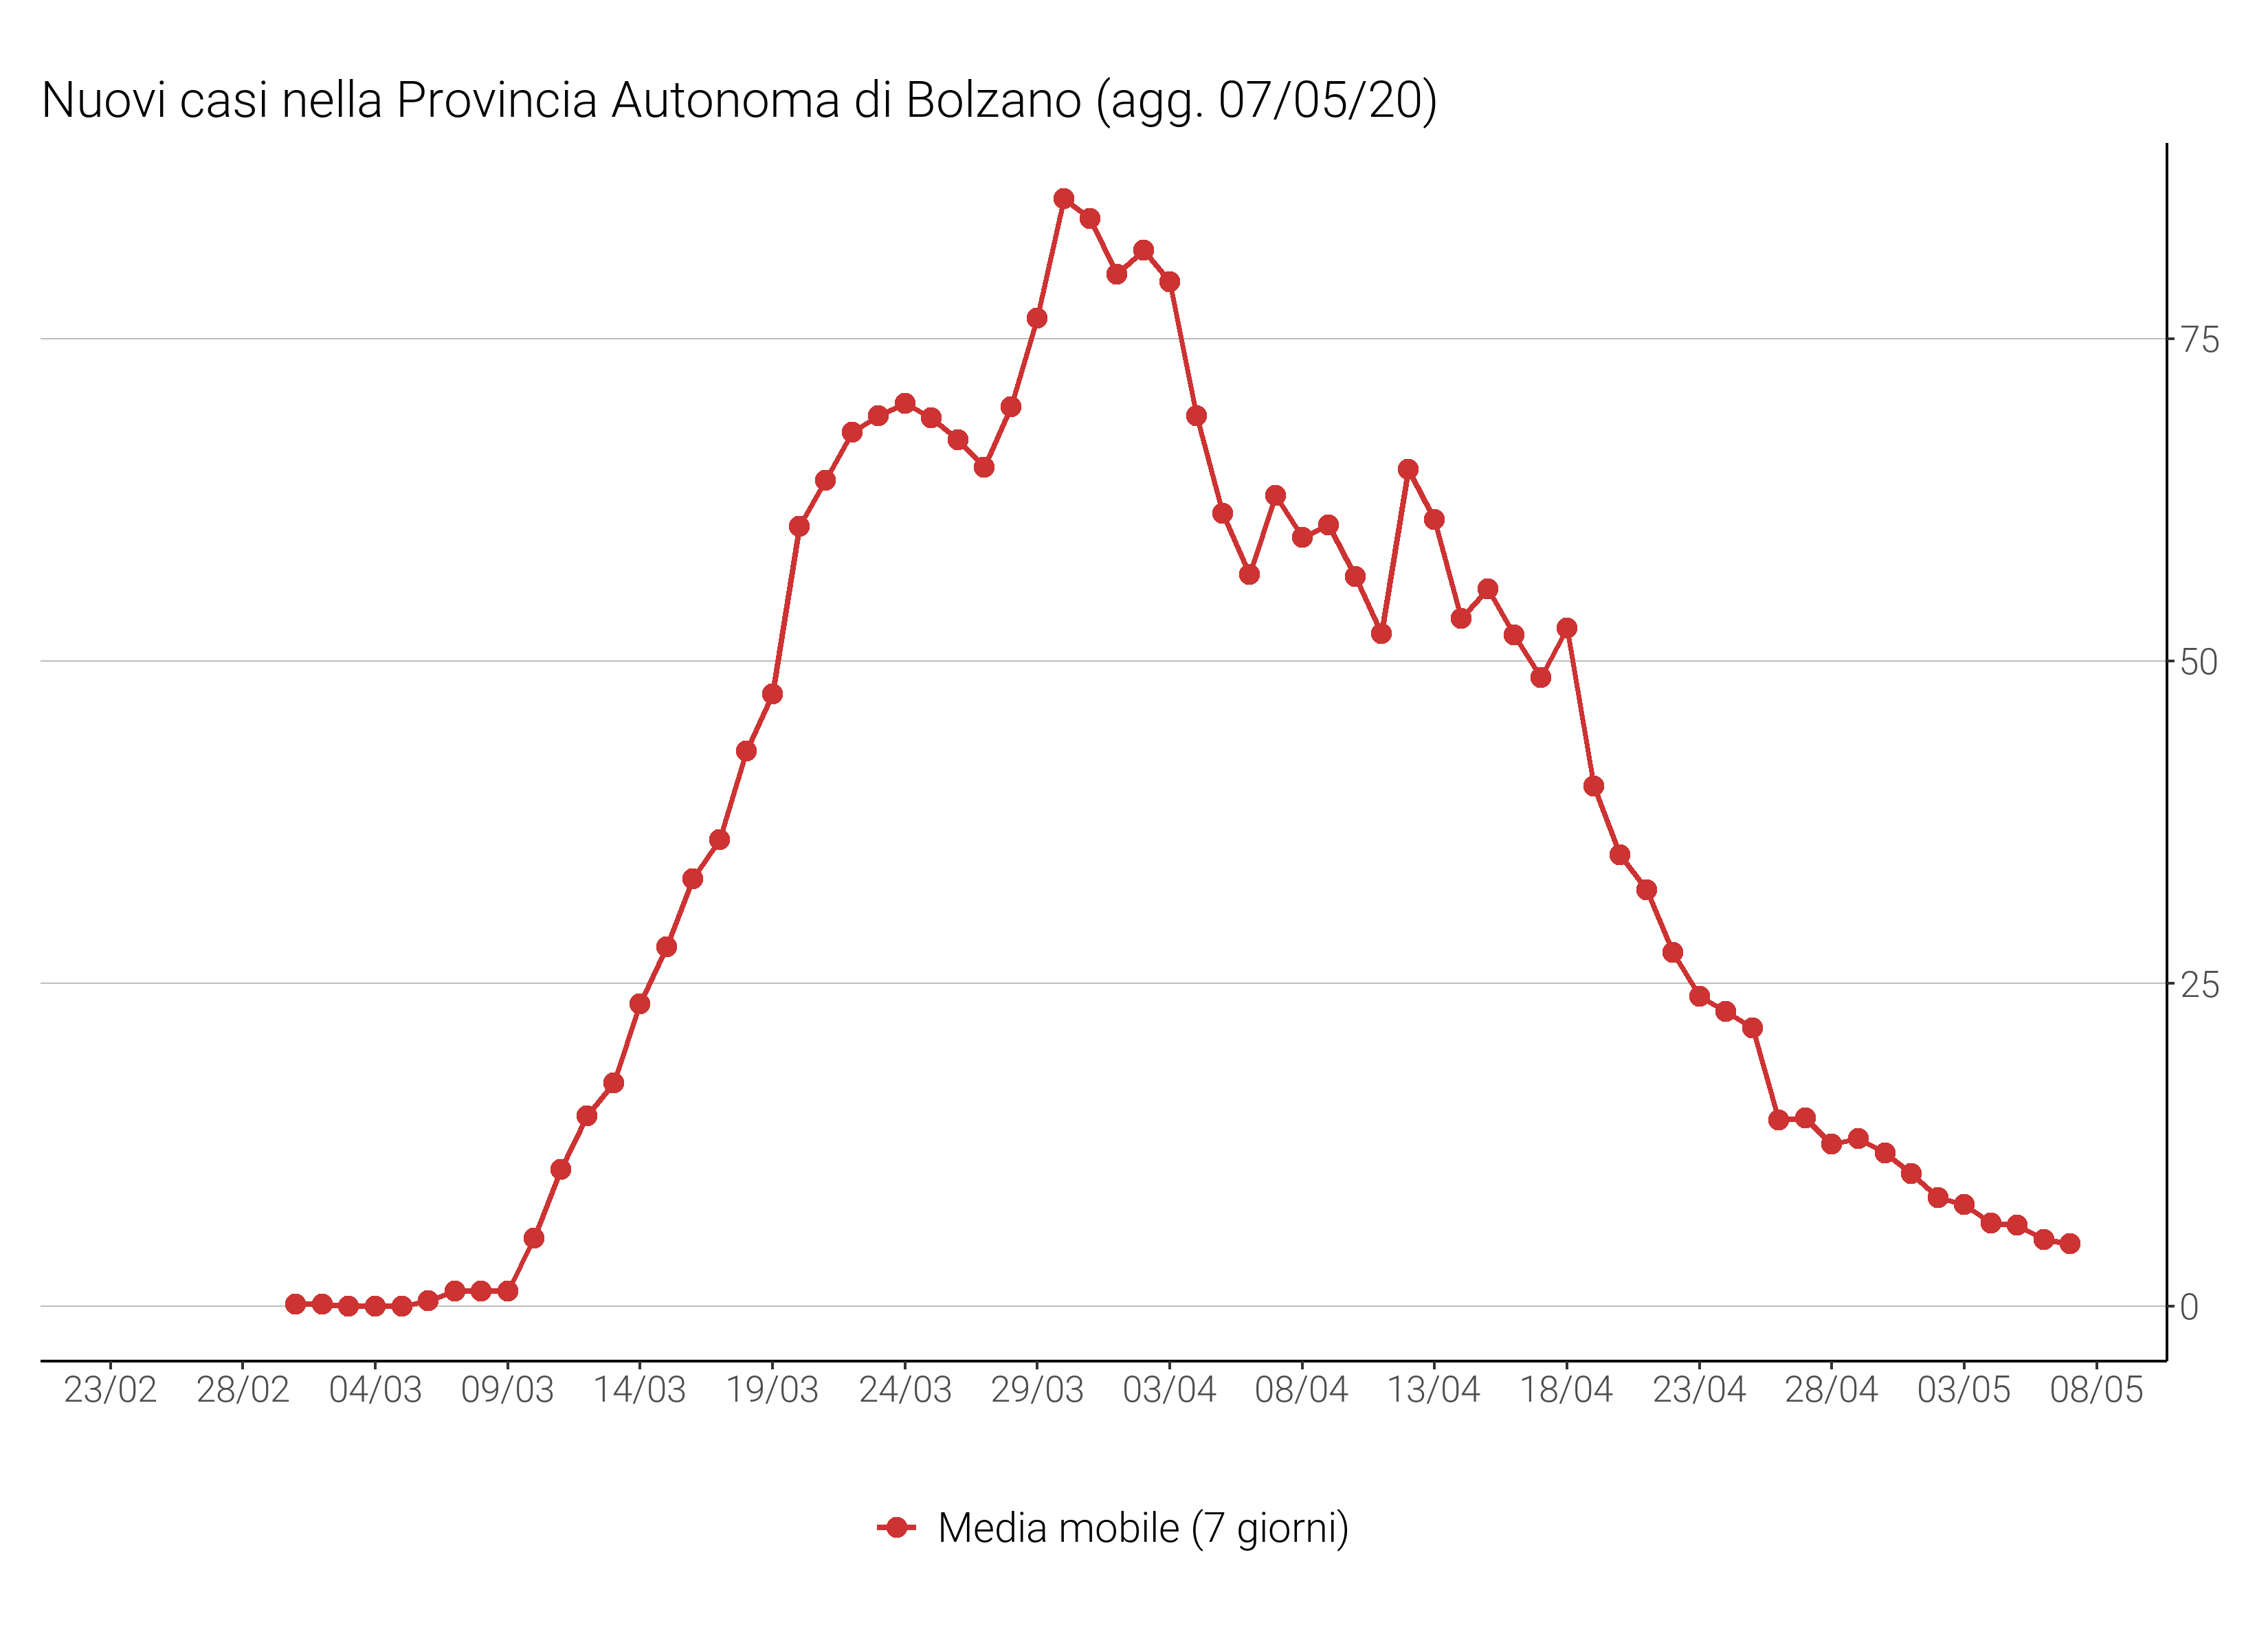 Nuovi casi nella Provincia Autonoma di Bolzano (agg. 07/05/20)
75
50
25
0
23/02 28/02 04/03 09/03 14/03 19/03 24/03 29/03 03/04 08/04 13/04 18/04 23/04 28/04 03/05 08/05
Media mobile (7 giorni)